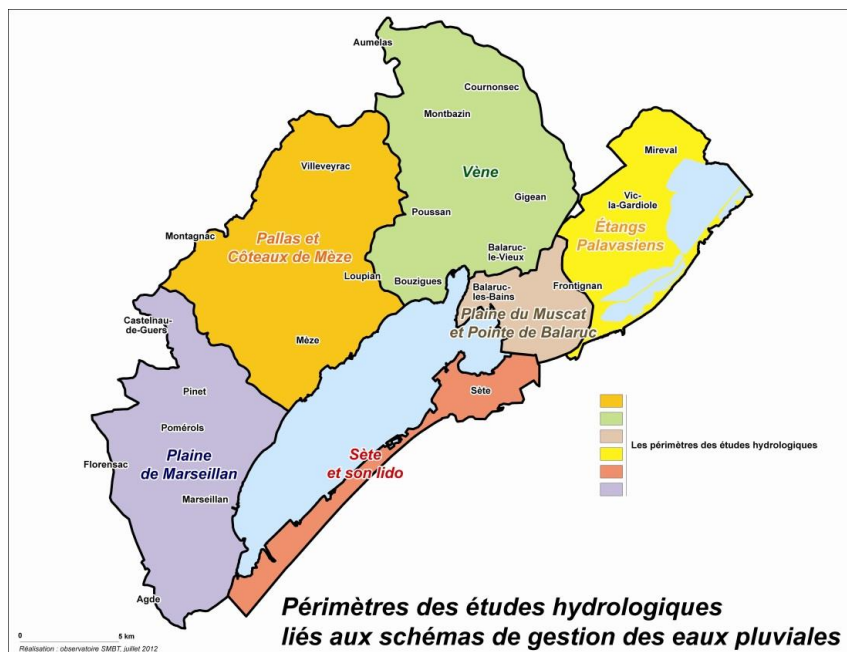 Aumelas
Cournonsec
Montbazin
Mireval
Villeveyrac
Vène
Vic-
la-Gardiole
Gigean
Poussan
Étangs
Palavasiens
Montagnac
Pallas et
Côteaux de Mèze
Balaruc
-le-Vieux
Loupian
Bouzigues
Balaruc
-les-Bains
Frontignan
Plaine du Muscat
et Pointe de Balaruc
Castelnau-
de-Guers
Mèze
Pinet
Sète
Pomérols
Les périmètres des études hydrologiques
Plaine
de Marseillan
Sète
et son lido
Florensac
Marseillan
Agde
Périmètres des études hydrologiques
liés aux schémas de gestion des eaux pluviales
0 5 km
Réalisation : observatoire SMBT, juillet 2012